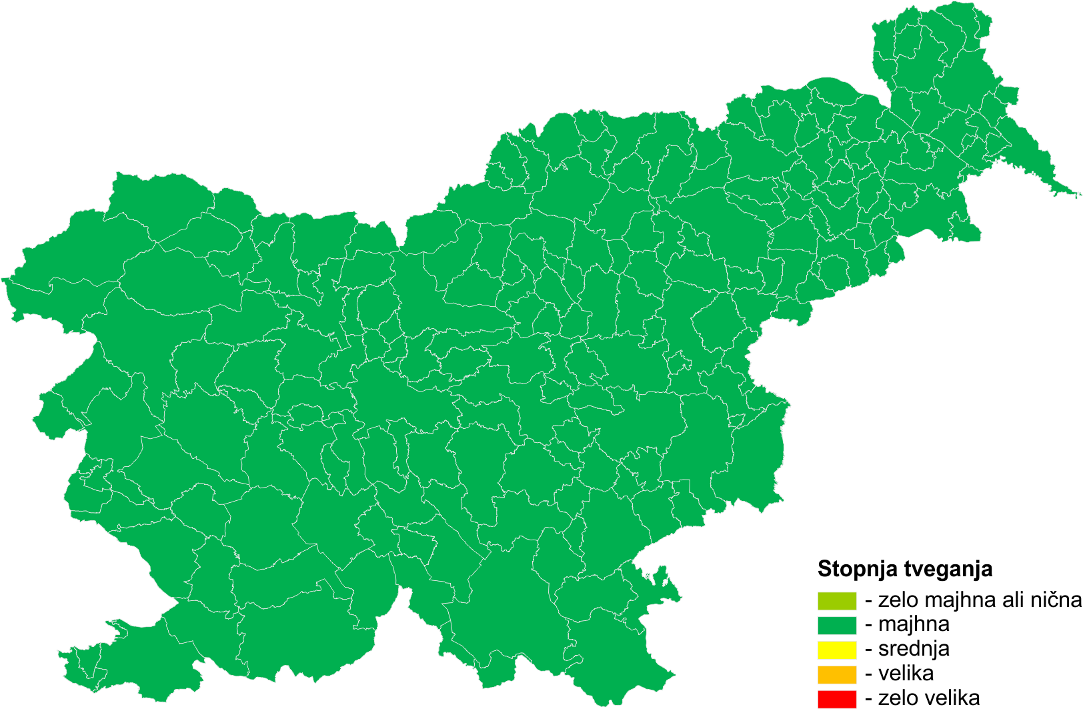 Stopnja tveganja
- zelo majhna ali nična
- majhna
- srednja
- velika
- zelo velika